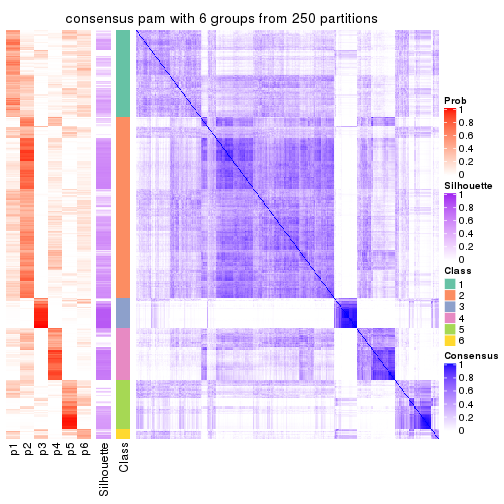 consensus pam with 6 groups from 250 partitions
Prob
1
0.8
0.6
0.4
0.2
0
Silhouette
1
0.8
0.6
0.4
0.2
0
Class
1
2
3
4
5
6
Consensus
1
0.8
0.6
0.4
0.2
0
p1
p2
p3
p4
p5
p6
Silhouette
Class